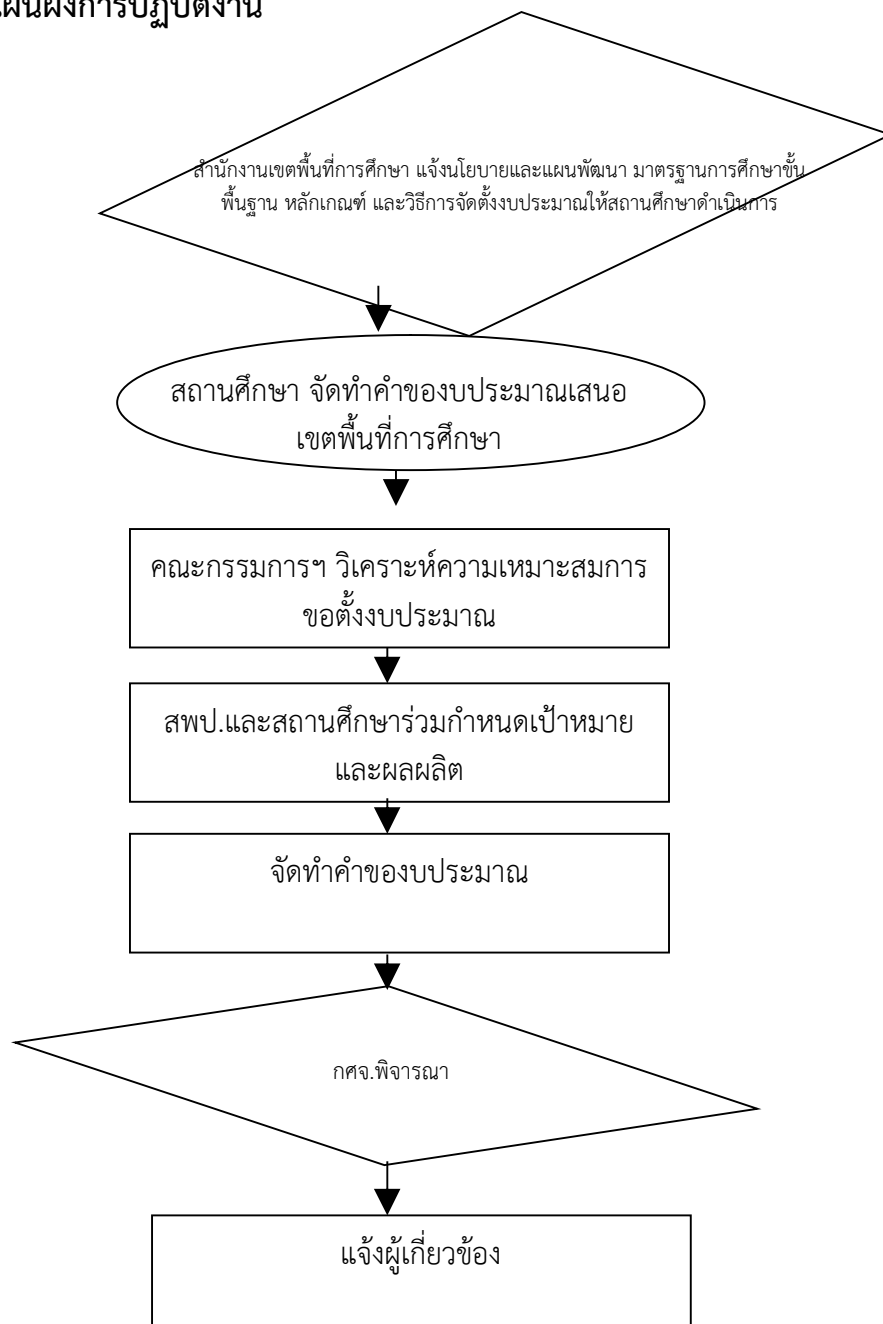 แผนผังการปฏิบัติงาน
สำนักงานเขตพื้นที่การศึกษา แจ้งนโยบายและแผนพัฒนา มาตรฐานการศึกษาขั้น
พื้นฐาน หลักเกณฑ์ และวิธีการจัดตั้งงบประมาณให้สถานศึกษาดำเนินการ
สถานศึกษา จัดทำคำของบประมาณเสนอ
เขตพื้นที่การศึกษา
คณะกรรมการฯ วิเคราะห์ความเหมาะสมการ
ขอตั้งงบประมาณ
สพป.และสถานศึกษาร่วมกำหนดเป้าหมาย
และผลผลิต
จัดทำคำของบประมาณ
กศจ.พิจารณา
แจ้งผู้เกี่ยวข้อง